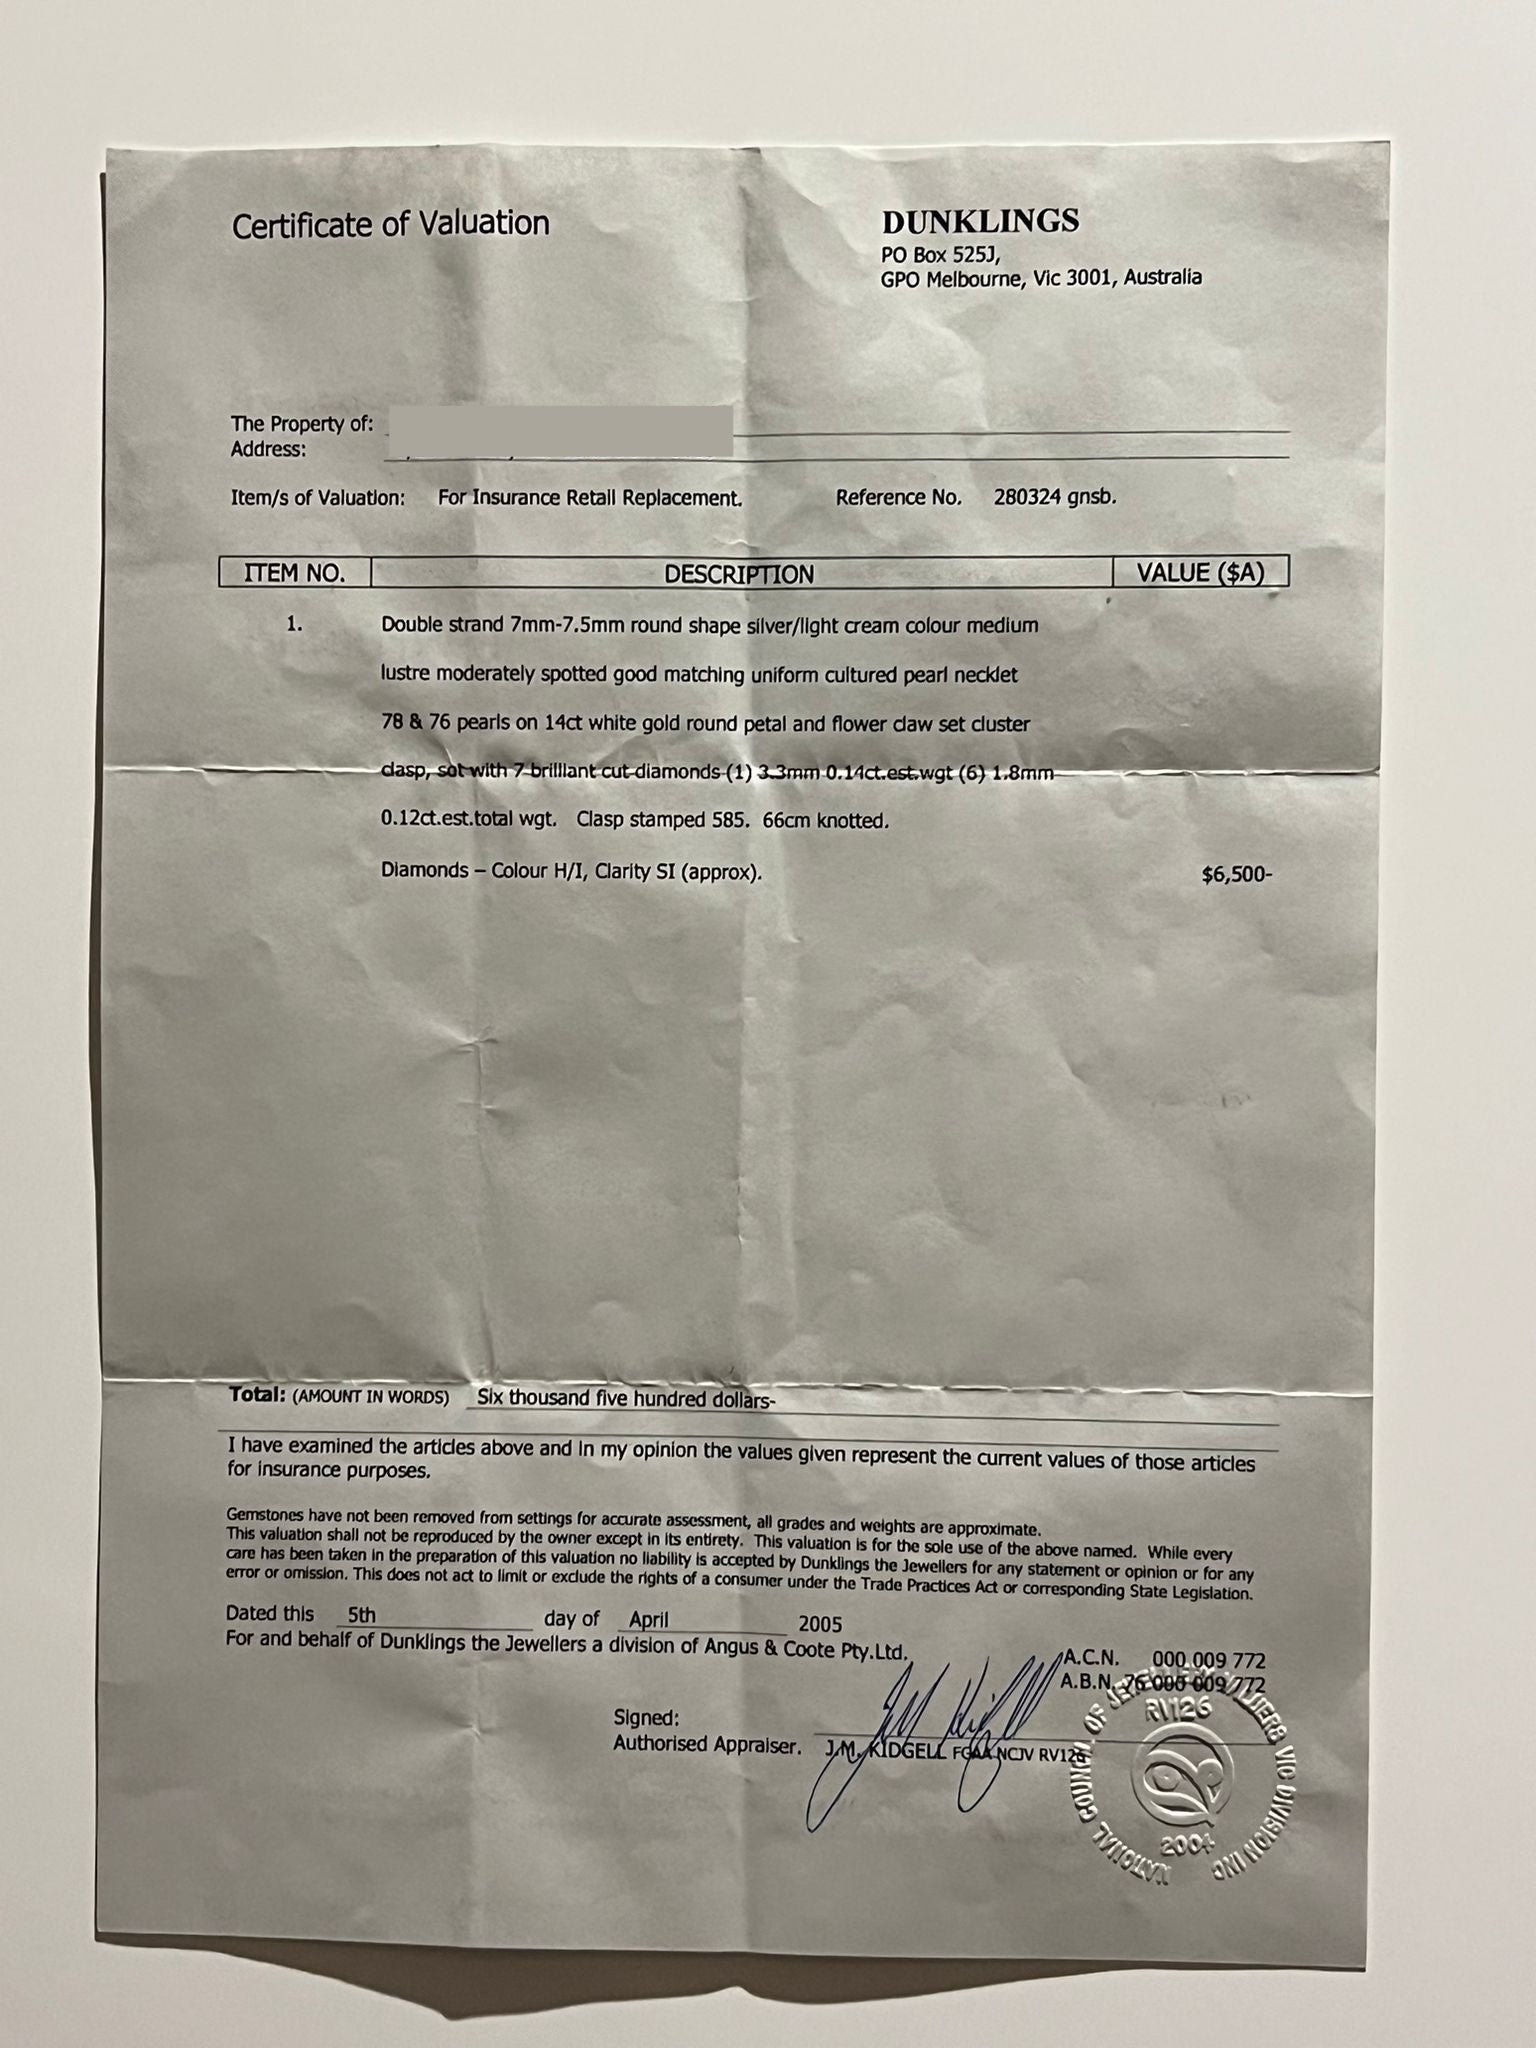 Certificate of Valuation
DUNKLINGS
PO Box 525J,
GPO Melbourne, Vic 3001, Australia
The Property of:
Address:
Item/s of Valuation: For Insurance Retail Replacement. Reference No. 280324 gnsb.
ITEM NO. DESCRIPTION VALUE ($A)
1. Double strand 7mm-7.5mm round shape silver/light cream colour medium
lustre moderately spotted good matching uniform cultured pearl necklet
78 & 76 pearls on 14ct white gold round petal and flower claw set cluster
clasp, set with 7 brilliant cut diamonds (1) 3.3mm 0.14ct.est.wgt (6) 1.8mm
0.12ct.est.total wgt. Clasp stamped 585. 66cm knotted.
Diamonds – Colour H/I, Clarity SI (approx). $6,500-
Total: (AMOUNT IN WORDS) Six thousand five hundred dollars-
I have examined the articles above and in my opinion the values given represent the current values of those articles
for insurance purposes.
Gemstones have not been removed from settings for accurate assessment, all grades and weights are approximate.
This valuation shall not be reproduced by the owner except in its entirety. This valuation is for the sole use of the above named. While every
care has been taken in the preparation of this valuation no liability is accepted by Dunklings the Jewellers for any statement or opinion or for any
error or omission. This does not act to limit or exclude the rights of a consumer under the Trade Practices Act or corresponding State Legislation.
Dated this 5th day of April 2005
For and behalf of Dunklings the Jewellers a division of Angus & Coote Pty.Ltd.
A.C.N. 000 009 772
A.B.N. 76 000 009 772
Signed:
Authorised Appraiser. J.M. KIDGELL FGAA NCJV RV126
NATIONAL COUNCIL OF JEWELLERY VALUERS VIC DIVISION INC
RV126
2004